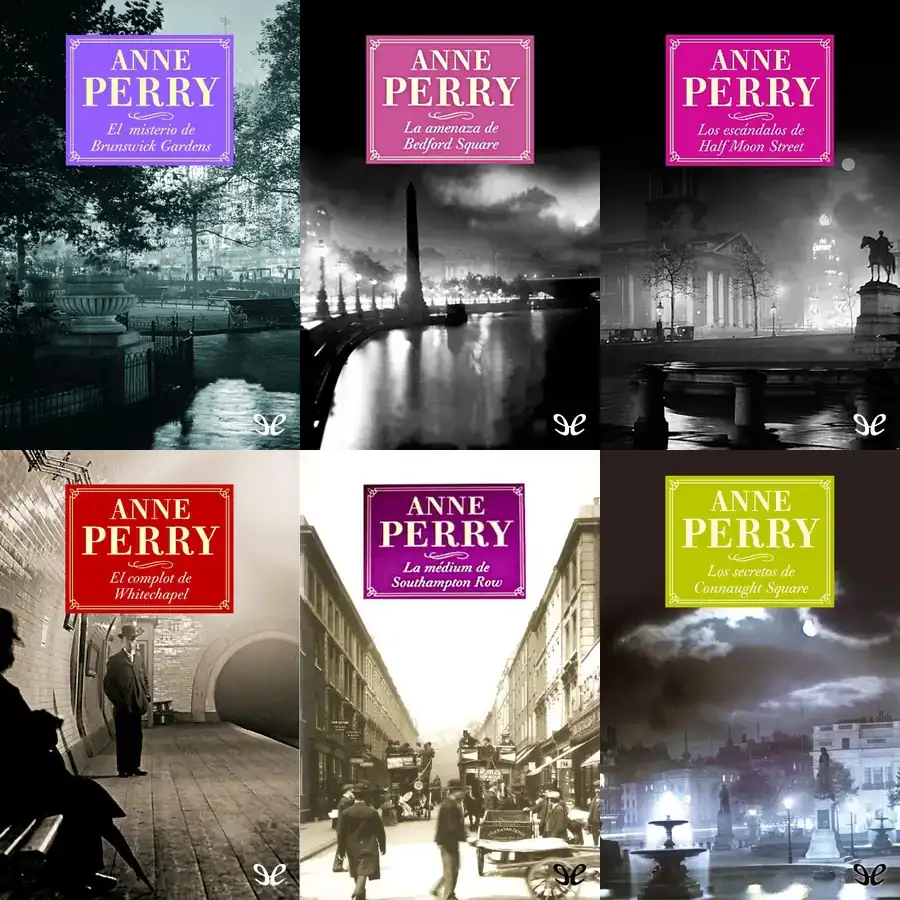 ANNE
PERRY
El misterio de
Brunswick Gardens
ANNE
PERRY
La amenaza de
Bedford Square
ANNE
PERRY
Los escándalos de
Half Moon Street
ANNE
PERRY
El complot de
Whitechapel
ANNE
PERRY
La médium de
Southampton Row
ANNE
PERRY
Los secretos de
Connaught Square